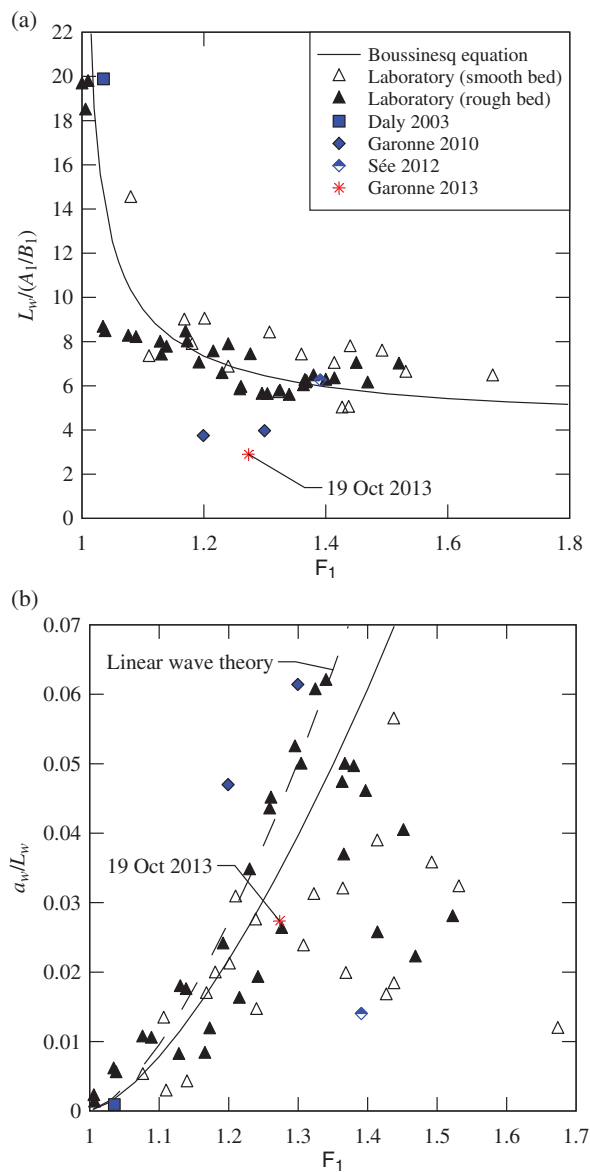 (a)
22
20
18
16
14
12
10
8
6
4
2
0
L_w/(A_1/B_1)
Boussinesq equation
Laboratory (smooth bed)
Laboratory (rough bed)
Daly 2003
Garonne 2010
Sée 2012
Garonne 2013
19 Oct 2013
1 1.2 1.4 1.6 1.8
F_1
(b)
0.07
0.06
0.05
0.04
0.03
0.02
0.01
0
a_w/L_w
Linear wave theory
19 Oct 2013
1 1.1 1.2 1.3 1.4 1.5 1.6 1.7
F_1